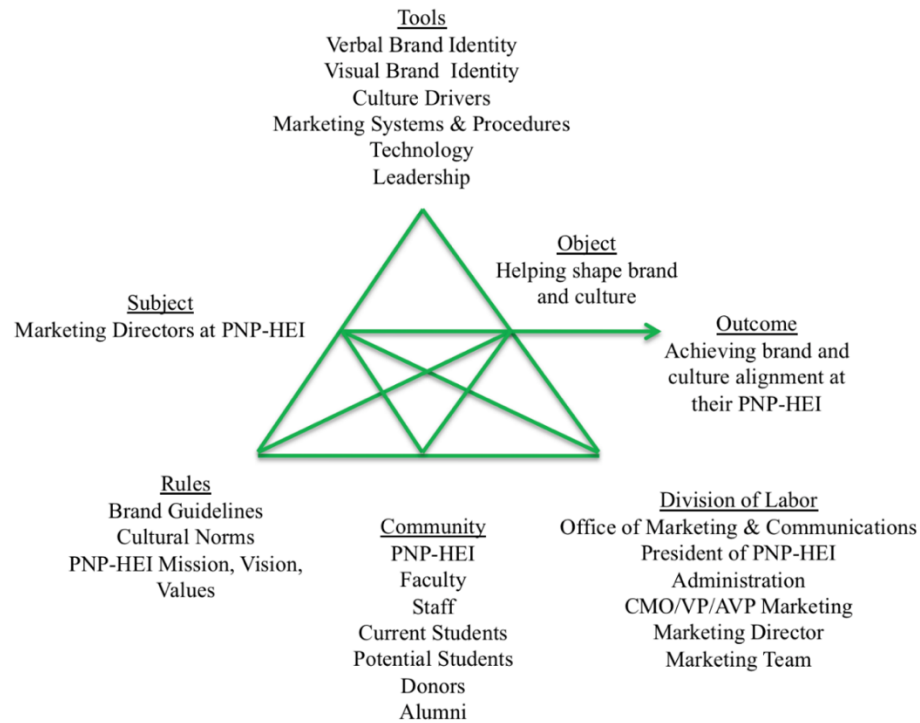 Tools
Verbal Brand Identity
Visual Brand Identity
Culture Drivers
Marketing Systems & Procedures
Technology
Leadership
Object
Helping shape brand
and culture
Subject
Marketing Directors at PNP-HEI
Outcome
Achieving brand and
culture alignment at
their PNP-HEI
Rules
Brand Guidelines
Cultural Norms
PNP-HEI Mission, Vision,
Values
Community
PNP-HEI
Faculty
Staff
Current Students
Potential Students
Donors
Alumni
Division of Labor
Office of Marketing & Communications
President of PNP-HEI
Administration
CMO/VP/AVP Marketing
Marketing Director
Marketing Team